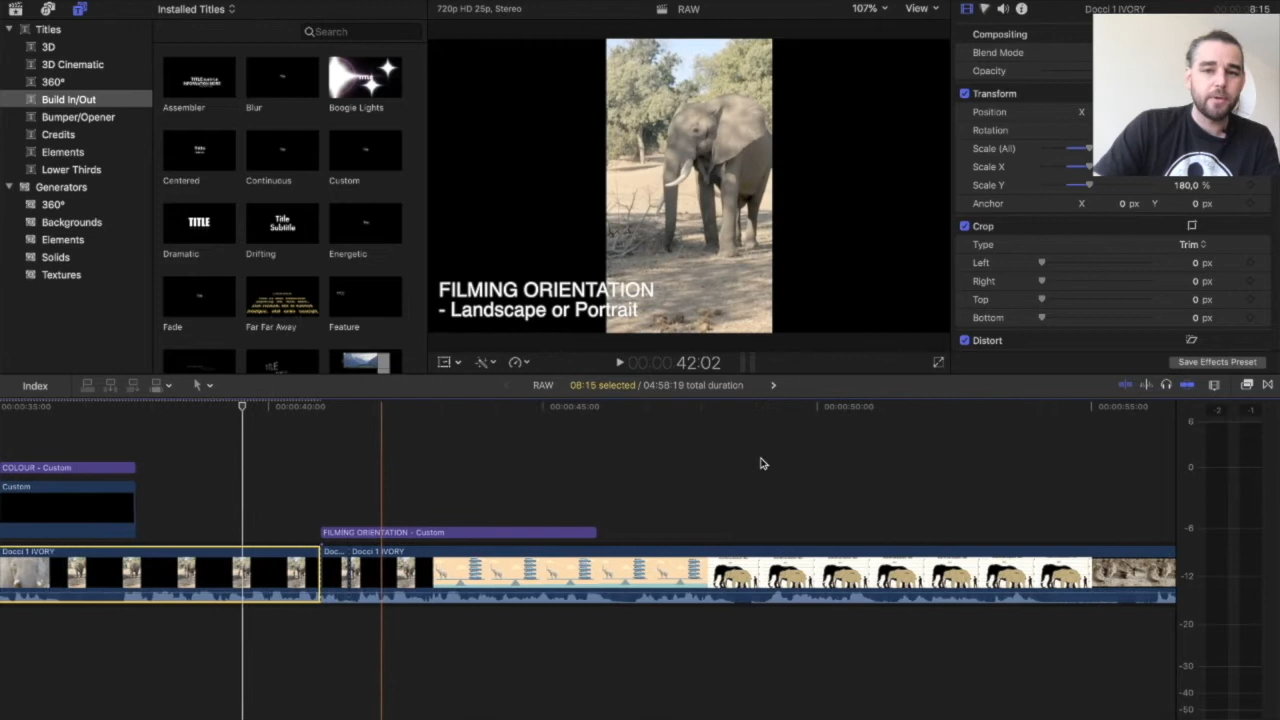 Installed Titles
720p HD 25p, Stereo
RAW
107%
View
Docci 1 IVORY
8:15
Titles
3D
3D Cinematic
360°
Build In/Out
Bumper/Opener
Credits
Elements
Lower Thirds
Generators
360°
Backgrounds
Elements
Solids
Textures
Search
Assembler
Blur
Boogie Lights
Centered
Continuous
Custom
TITLE
Title
Subtitle
Dramatic
Drifting
Energetic
Fade
Far Far Away
Feature
FILMING ORIENTATION
- Landscape or Portrait
00:00:42:02
Compositing
Blend Mode
Opacity
Transform
Position X
Rotation
Scale (All)
Scale X
Scale Y 180,0 %
Anchor X 0 px Y 0 px
Crop
Type Trim
Left 0 px
Right 0 px
Top 0 px
Bottom 0 px
Distort
Save Effects Preset
Index
RAW
08:15 selected / 04:58:19 total duration
00:00:35:00
00:00:40:00
00:00:45:00
00:00:50:00
00:00:55:00
-2 -1
6
0
-6
-12
-20
-30
-40
-50
COLOUR - Custom
Custom
FILMING ORIENTATION - Custom
Docci 1 IVORY
Doc...
Docci 1 IVORY